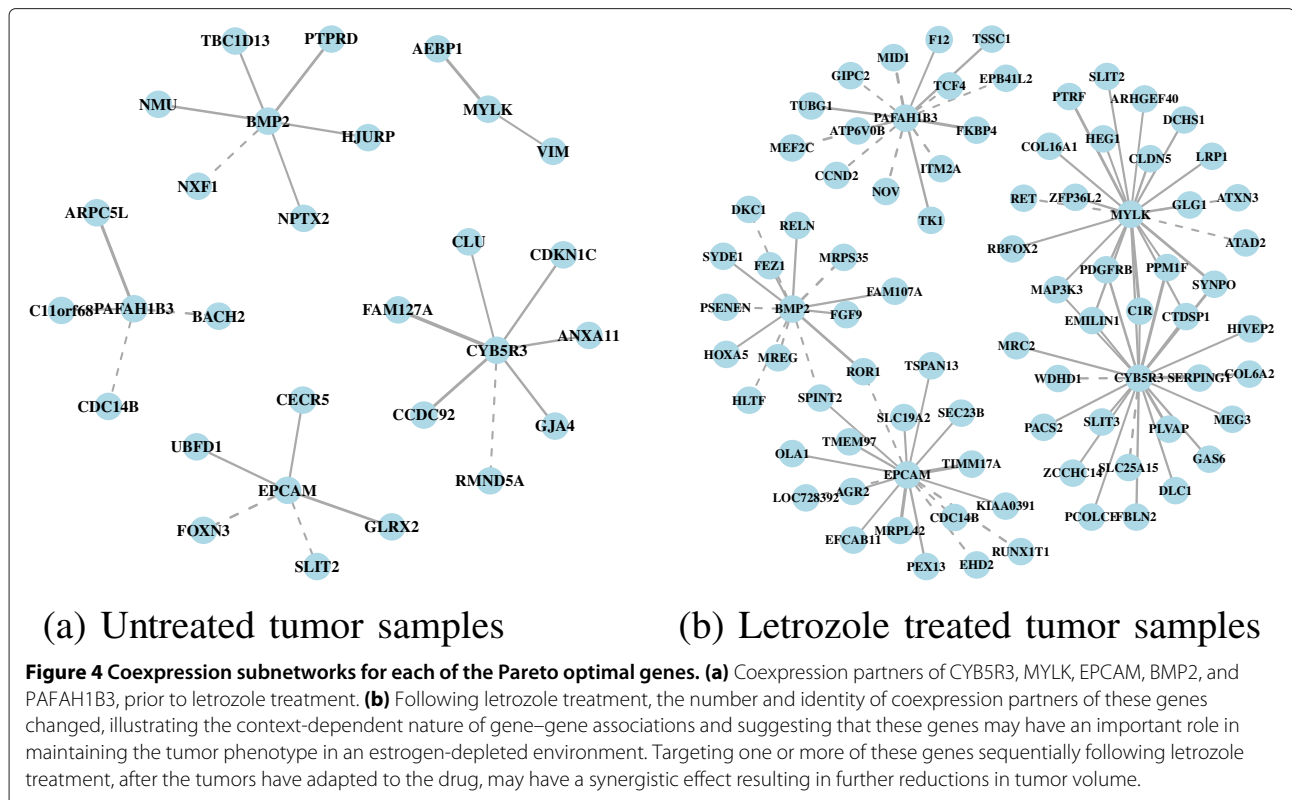 TBC1D13
PTPRD
AEBP1
NMU
BMP2
MYLK
HJURP
VIM
NXF1
NPTX2
ARPC5L
C11orf68
PAFAH1B3
BACH2
CDC14B
CLU
CDKN1C
FAM127A
ANXA11
CYB5R3
CCDC92
GJA4
RMND5A
CECR5
UBFD1
EPCAM
FOXN3
GLRX2
SLIT2
(a) Untreated tumor samples
F12
TSSC1
MID1
GIPC2
TCF4
EPB41L2
TUBG1
PAFAH1B3
ATP6V0B
FKBP4
MEF2C
CCND2
ITM2A
NOV
TK1
SLIT2
PTRF
ARHGEF40
DCHS1
HEG1
COL16A1
CLDN5
LRP1
RET
ZFP36L2
GLG1
ATXN3
MYLK
RBFOX2
ATAD2
PDGFRB
PPM1F
MAP3K3
SYNPO
C1R
EMILIN1
CTDSP1
HIVEP2
MRC2
WDHD1
CYB5R3
SERPING1
COL6A2
PACS2
SLIT3
PLVAP
MEG3
GAS6
ZCCHC14
SLC25A15
DLC1
PCOLCE
FBLN2
DKC1
RELN
SYDE1
FEZ1
MRPS35
PSENEN
BMP2
FAM107A
FGF9
HOXA5
MREG
ROR1
HLTF
SPINT2
TSPAN13
SLC19A2
SEC23B
TMEM97
OLA1
TIMM17A
EPCAM
LOC728392
AGR2
KIAA0391
CDC14B
MRPL42
EFCAB11
RUNX1T1
PEX13
EHD2
(b) Letrozole treated tumor samples
Figure 4 Coexpression subnetworks for each of the Pareto optimal genes. (a) Coexpression partners of CYB5R3, MYLK, EPCAM, BMP2, and
PAFAH1B3, prior to letrozole treatment. (b) Following letrozole treatment, the number and identity of coexpression partners of these genes
changed, illustrating the context-dependent nature of gene–gene associations and suggesting that these genes may have an important role in
maintaining the tumor phenotype in an estrogen-depleted environment. Targeting one or more of these genes sequentially following letrozole
treatment, after the tumors have adapted to the drug, may have a synergistic effect resulting in further reductions in tumor volume.